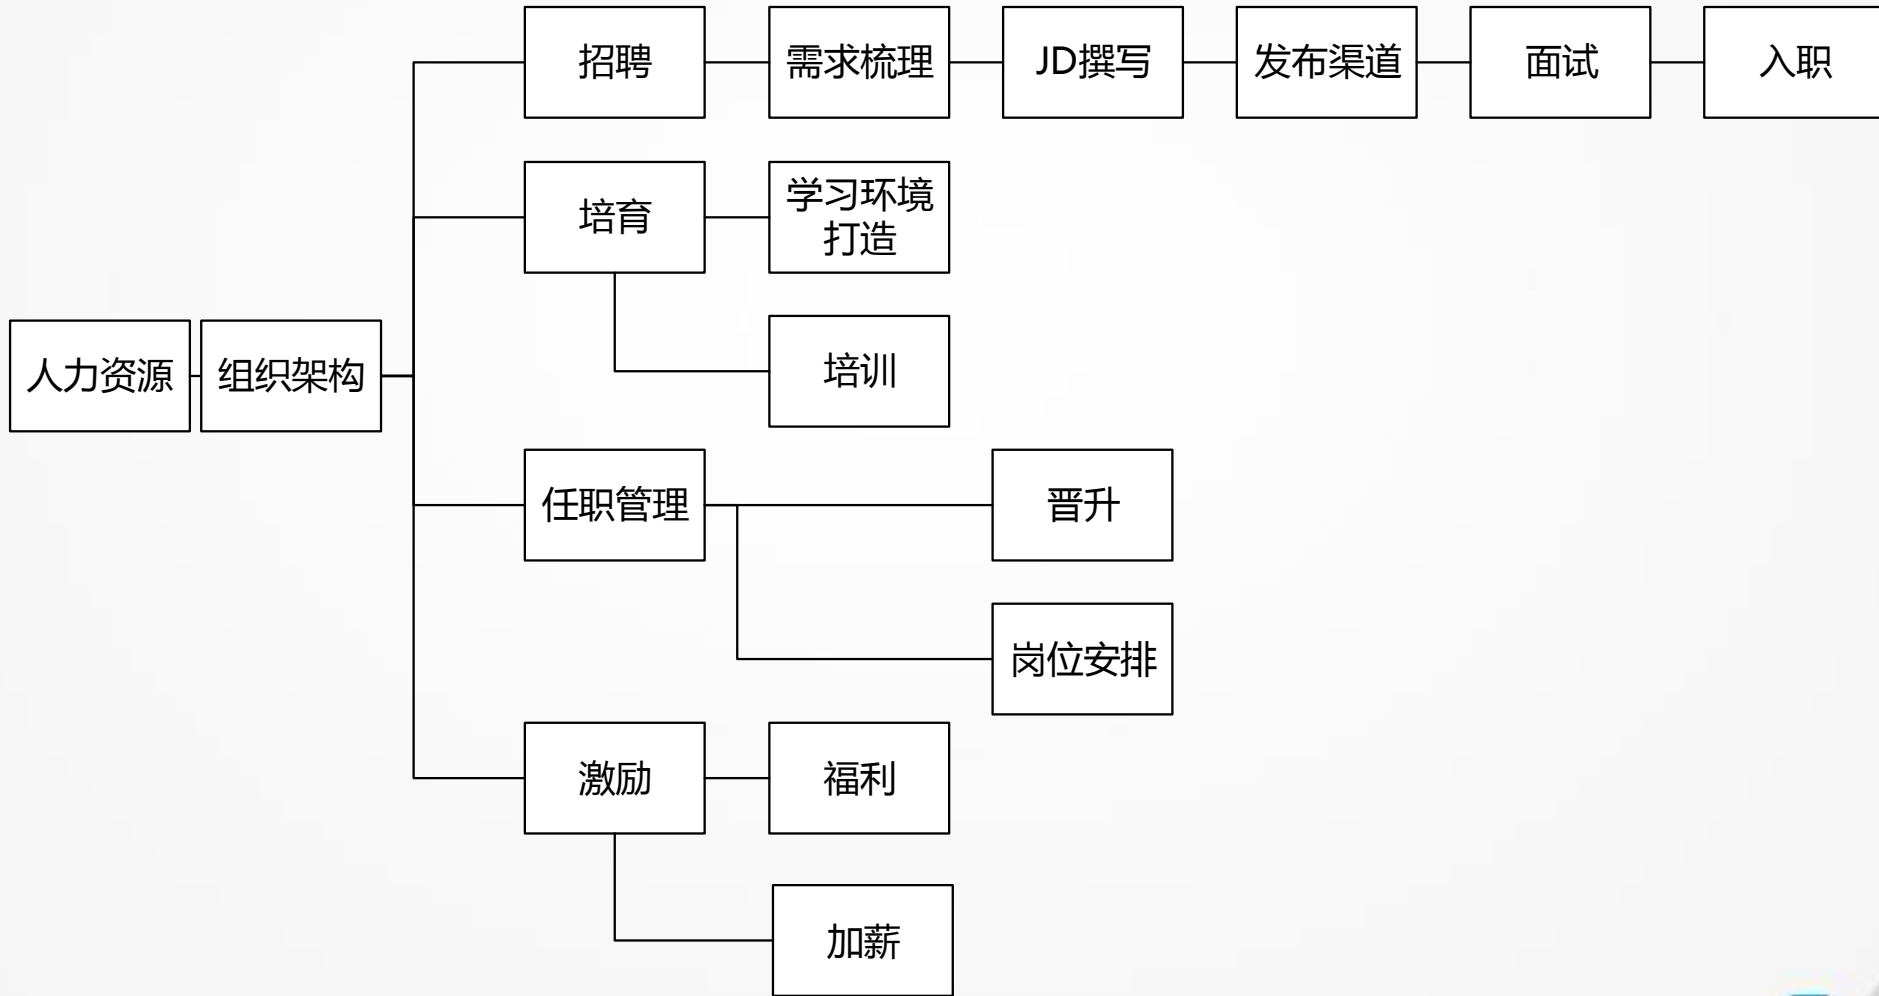 招聘
需求梳理
JD撰写
发布渠道
面试
入职
培育
学习环境
打造
培训
人力资源
组织架构
任职管理
晋升
岗位安排
激励
福利
加薪